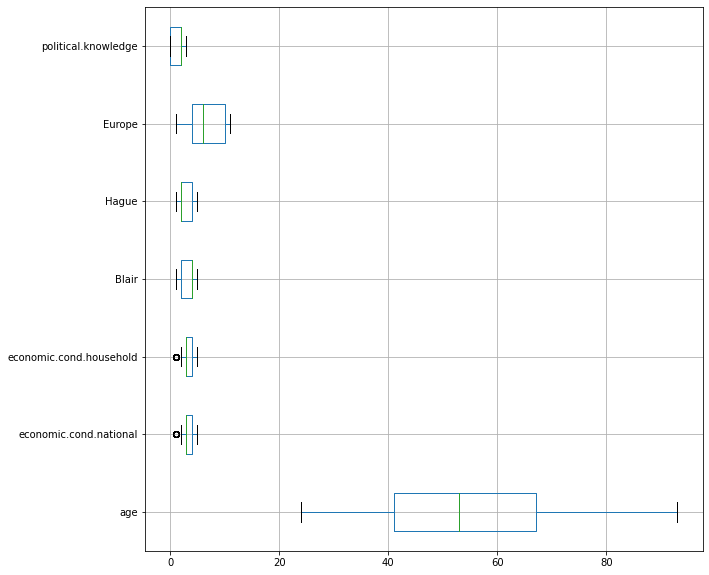 political.knowledge
Europe
Hague
Blair
economic.cond.household
economic.cond.national
age
0 20 40 60 80